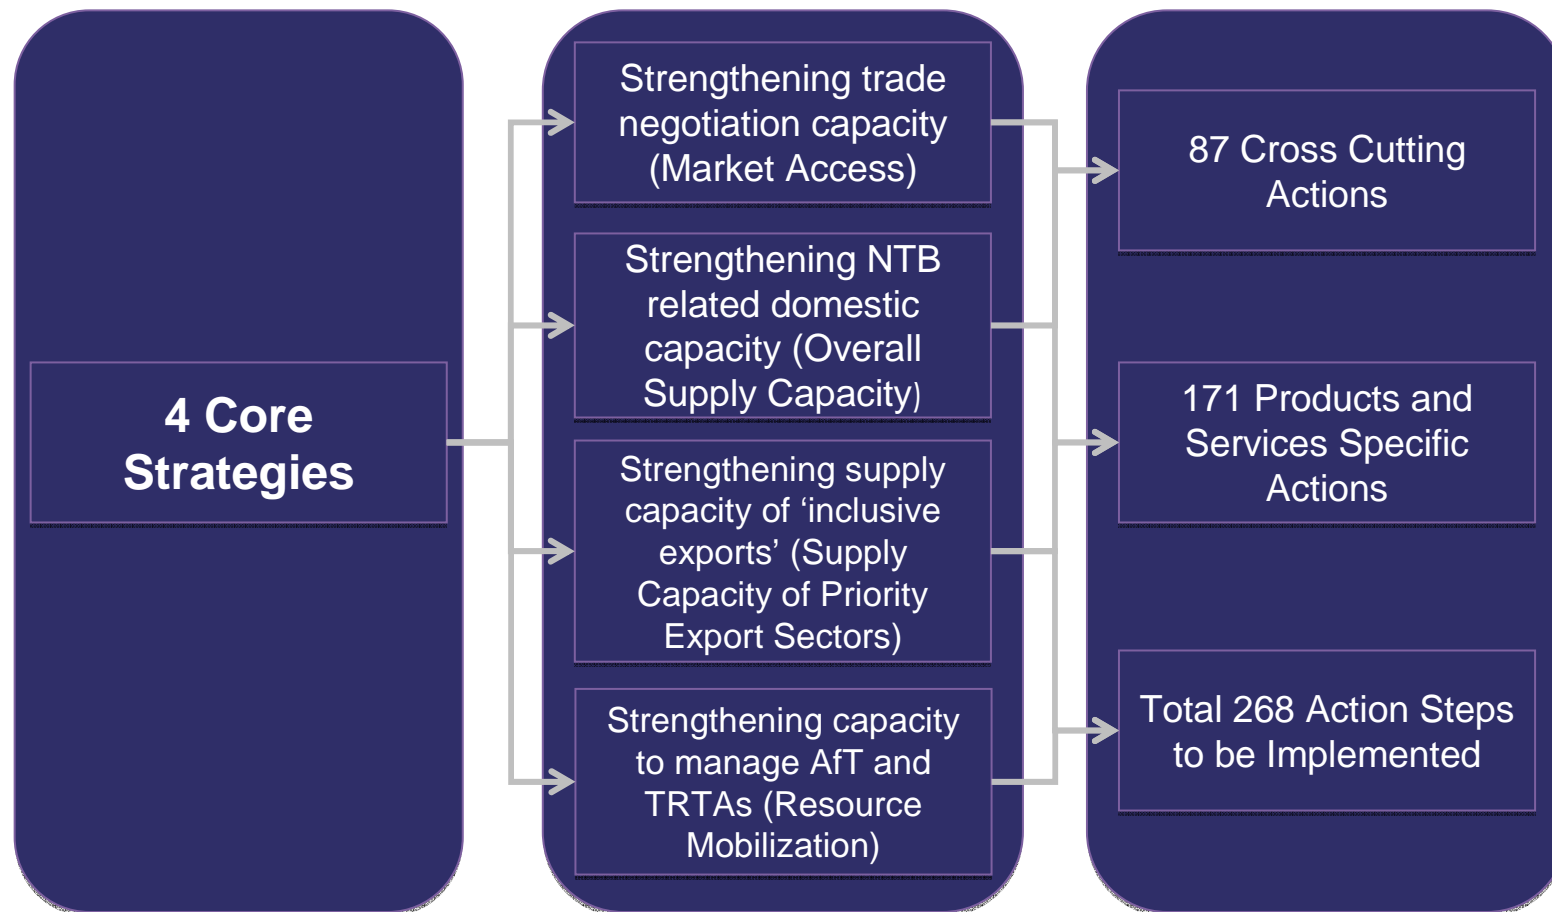 4 Core
Strategies
Strengthening trade
negotiation capacity
(Market Access)
Strengthening NTB
related domestic
capacity (Overall
Supply Capacity)
Strengthening supply
capacity of ‘inclusive
exports’ (Supply
Capacity of Priority
Export Sectors)
Strengthening capacity
to manage AfT and
TRTAs (Resource
Mobilization)
87 Cross Cutting
Actions
171 Products and
Services Specific
Actions
Total 268 Action Steps
to be Implemented